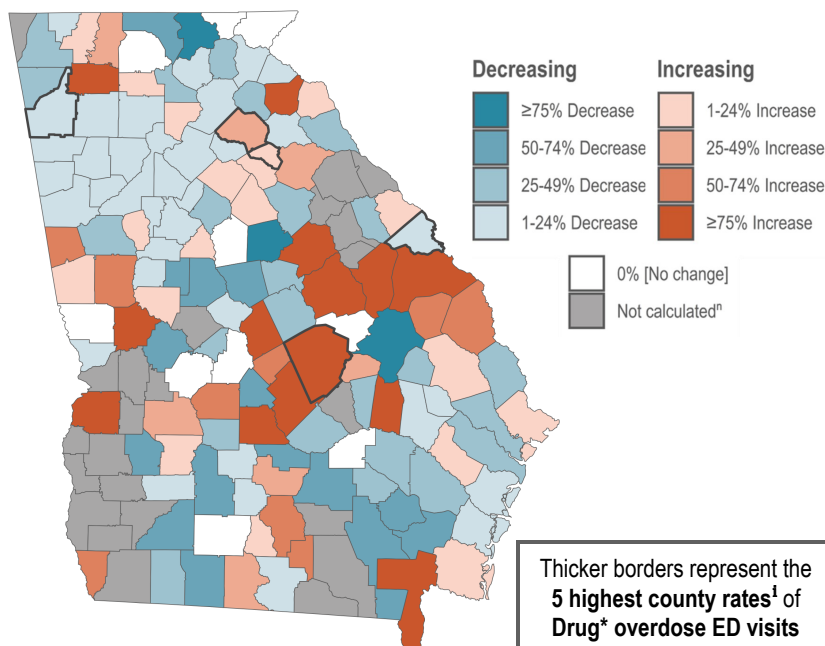 Decreasing
Increasing
≥75% Decrease
1-24% Increase
50-74% Decrease
25-49% Increase
25-49% Decrease
50-74% Increase
1-24% Decrease
≥75% Increase
0% [No change]
Not calculatedⁿ
Thicker borders represent the
5 highest county rates¹ of
Drug* overdose ED visits